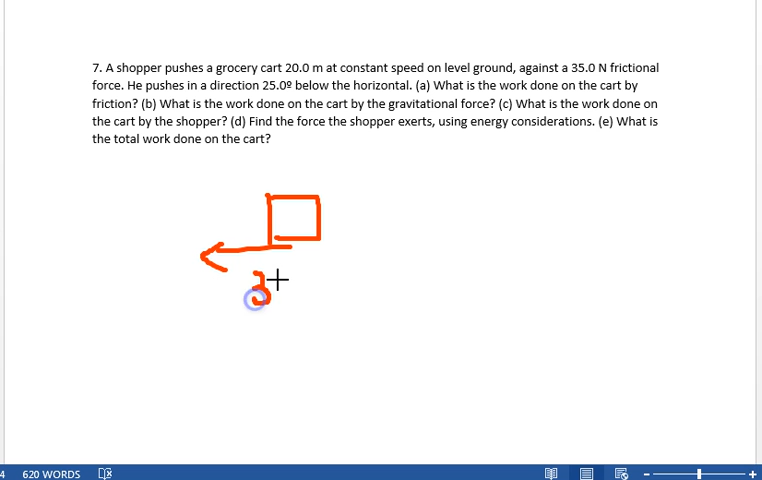 7. A shopper pushes a grocery cart 20.0 m at constant speed on level ground, against a 35.0 N frictional
force. He pushes in a direction 25.0º below the horizontal. (a) What is the work done on the cart by
friction? (b) What is the work done on the cart by the gravitational force? (c) What is the work done on
the cart by the shopper? (d) Find the force the shopper exerts, using energy considerations. (e) What is
the total work done on the cart?
3
4 620 WORDS